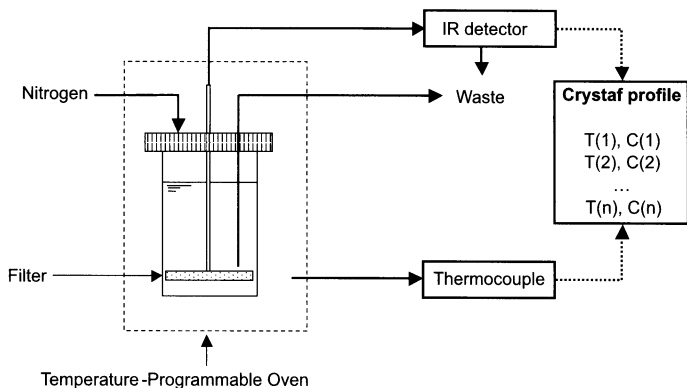 IR detector
Nitrogen
Waste
Crystaf profile
T(1), C(1)
T(2), C(2)
...
T(n), C(n)
Filter
Thermocouple
Temperature-Programmable Oven